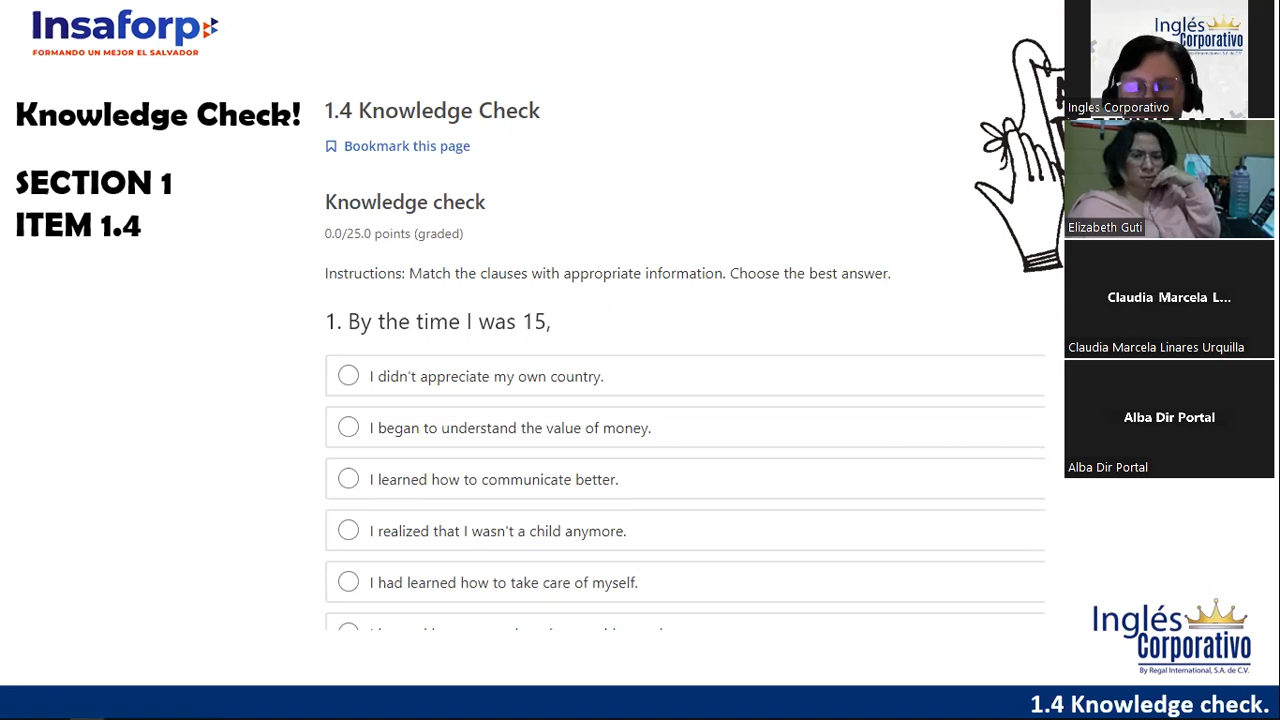 Insaforp
FORMANDO UN MEJOR EL SALVADOR
Knowledge Check!
SECTION 1
ITEM 1.4
1.4 Knowledge Check
Bookmark this page
Knowledge check
0.0/25.0 points (graded)
Instructions: Match the clauses with appropriate information. Choose the best answer.
1. By the time I was 15,
I didn't appreciate my own country.
I began to understand the value of money.
I learned how to communicate better.
I realized that I wasn't a child anymore.
I had learned how to take care of myself.
Inglés
Corporativo
Ingles Corporativo
Elizabeth Guti
Claudia Marcela L...
Claudia Marcela Linares Urquilla
Alba Dir Portal
Alba Dir Portal
Inglés
Corporativo
By Regal International, S.A. de C.V.
1.4 Knowledge check.